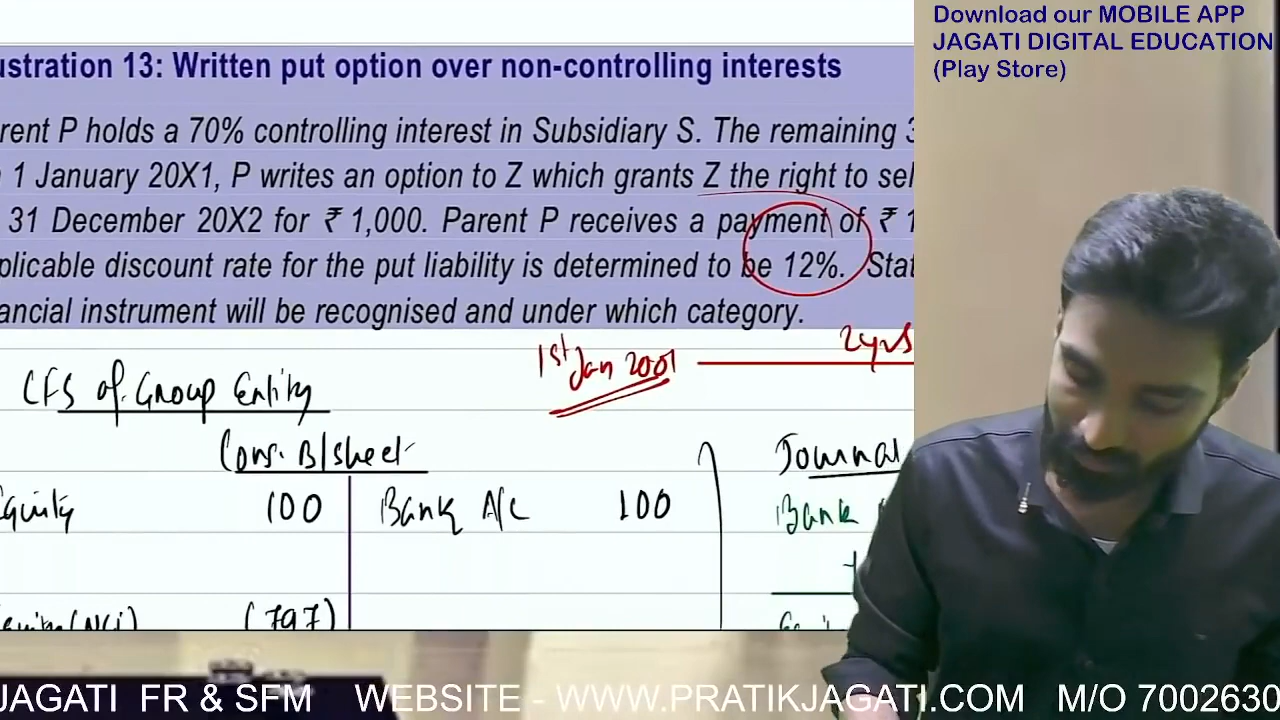 Download our MOBILE APP
JAGATI DIGITAL EDUCATION
(Play Store)
ustration 13: Written put option over non-controlling interests
rent P holds a 70% controlling interest in Subsidiary S. The remaining 3
1 January 20X1, P writes an option to Z which grants Z the right to sel
31 December 20X2 for ₹ 1,000. Parent P receives a payment of ₹ 1
plicable discount rate for the put liability is determined to be 12%. Stat
ancial instrument will be recognised and under which category.
1st Jan 2001
2yrs
CFS of Group Entity
Cons. B/sheet
Journal
Equity 100 Bank A/c 100
Bank
(NCI) (797)
JAGATI FR & SFM WEBSITE - WWW.PRATIKJAGATI.COM M/O 7002630